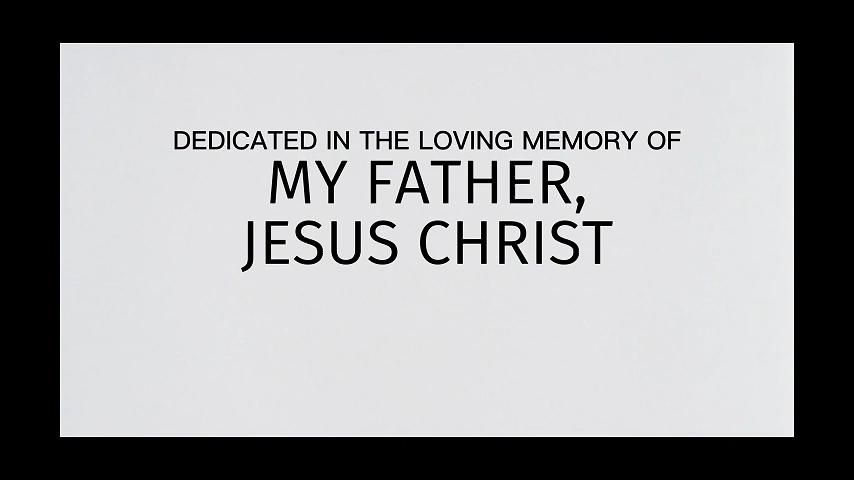 DEDICATED IN THE LOVING MEMORY OF
MY FATHER,
JESUS CHRIST